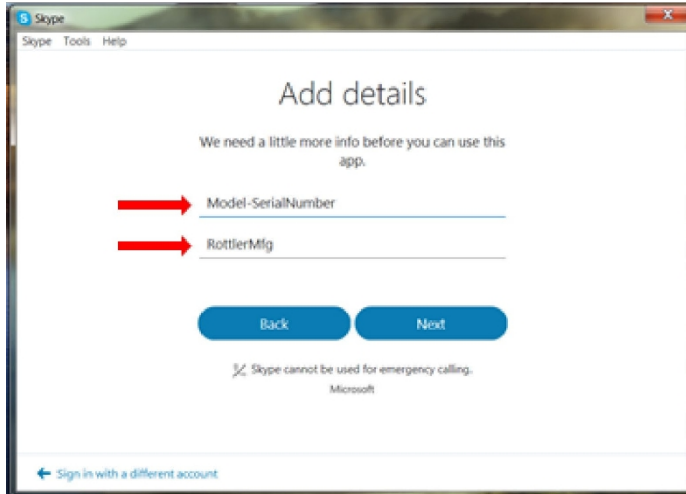 Skype
Skype Tools Help
Add details
We need a little more info before you can use this
app.
Model-SerialNumber
RottlerMfg
Back Next
Skype cannot be used for emergency calling.
Microsoft
Sign in with a different account